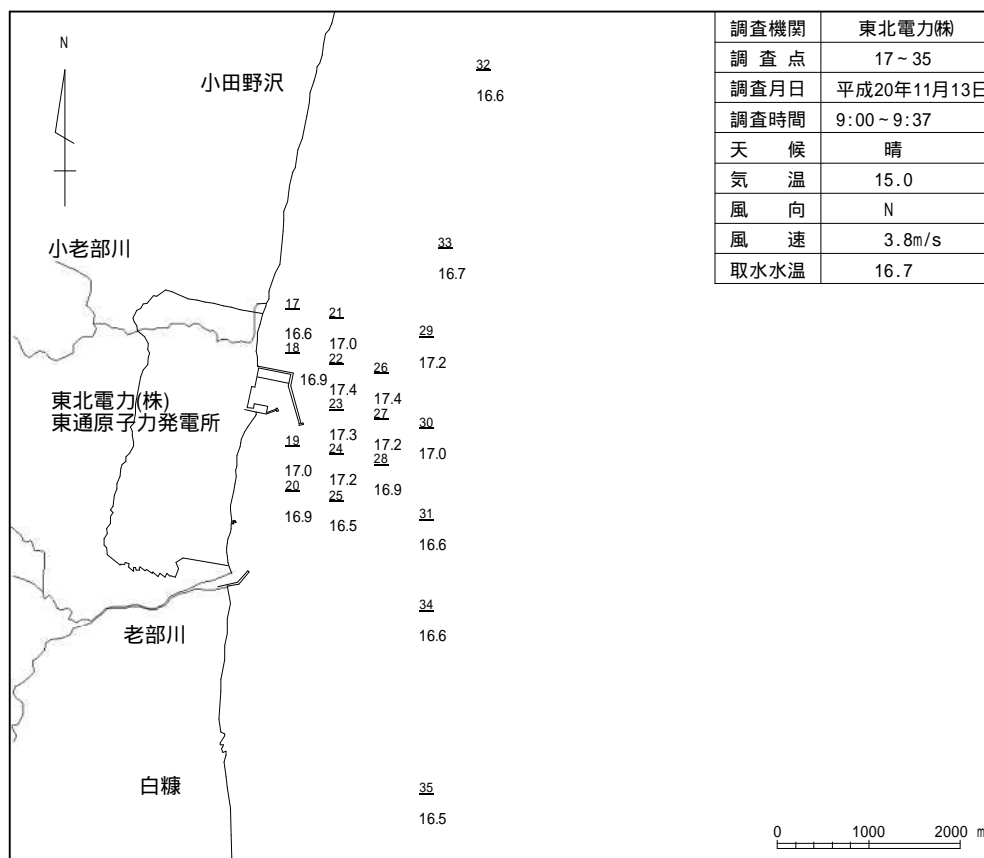 調査機関 東北電力㈱
調査点 17~35
調査月日 平成20年11月13日
調査時間 9:00~9:37
天候 晴
気温 15.0
風向 N
風速 3.8m/s
取水水温 16.7
N
小田野沢
32
16.6
小老部川
33
16.7
17
16.6
21
17.0
29
17.2
18
16.9
22
17.4
26
17.4
東北電力(株)
東通原子力発電所
23
17.3
27
17.2
30
17.0
19
17.0
24
17.2
28
16.9
20
16.9
25
16.5
31
16.6
34
16.6
老部川
白糠
35
16.5
0 1000 2000 m